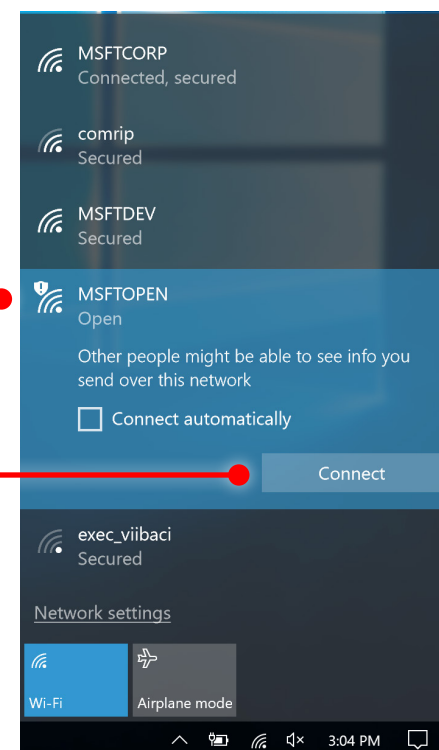 MSFTCORP
Connected, secured
comrip
Secured
MSFTDEV
Secured
MSFTOPEN
Open
Other people might be able to see info you
send over this network
Connect automatically
Connect
exec_viibaci
Secured
Network settings
Wi-Fi
Airplane mode
3:04 PM